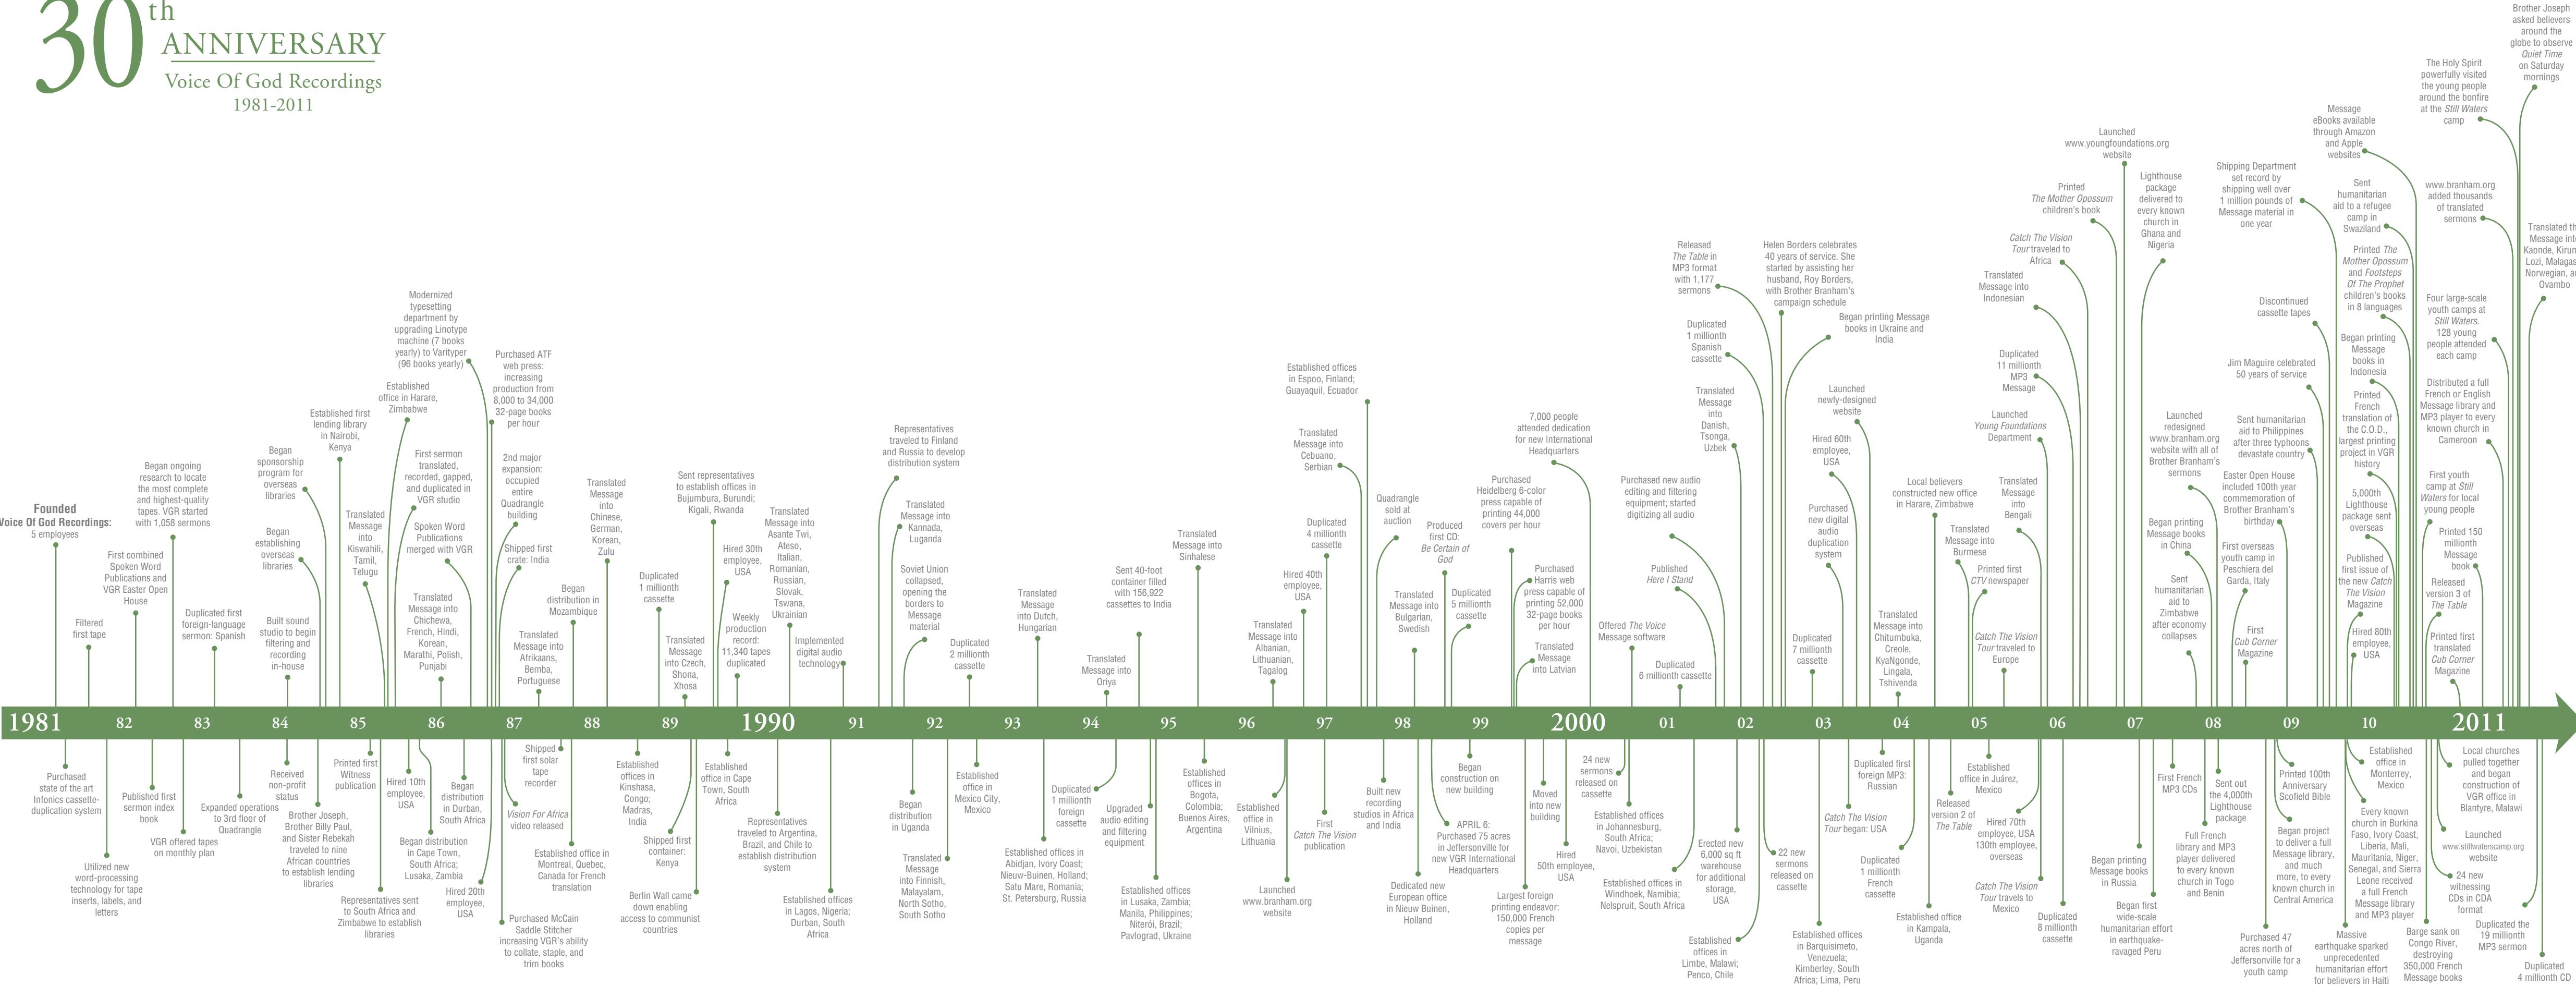 30th
ANNIVERSARY
Voice Of God Recordings
1981-2011
Founded
Voice Of God Recordings:
5 employees
Filtered
first tape
First combined
Spoken Word
Publications and
VGR Easter Open
House
Began ongoing
research to locate
the most complete
and highest-quality
tapes. VGR started
with 1,058 sermons
Duplicated first
foreign-language
sermon: Spanish
Began
sponsorship
program for
overseas
libraries
Began
establishing
overseas
libraries
Built sound
studio to begin
filtering and
recording
in-house
Established first
lending library
in Nairobi,
Kenya
Translated
Message
into
Kiswahili,
Tamil,
Telugu
Modernized
typesetting
department by
upgrading Linotype
machine (7 books
yearly) to Varityper
(96 books yearly)
Established
office in Harare,
Zimbabwe
First sermon
translated,
recorded, gapped,
and duplicated in
VGR studio
Spoken Word
Publications
merged with VGR
Translated
Message into
Chichewa,
French, Hindi,
Korean,
Marathi, Polish,
Punjabi
Purchased ATF
web press:
increasing
production from
8,000 to 34,000
32-page books
per hour
2nd major
expansion:
occupied
entire
Quadrangle
building
Shipped first
crate: India
Translated
Message into
Afrikaans,
Bemba,
Portuguese
Began
distribution in
Mozambique
Translated
Message
into
Chinese,
German,
Korean,
Zulu
Duplicated
1 millionth
cassette
Translated
Message
into Czech,
Shona,
Xhosa
Sent representatives
to establish offices in
Bujumbura, Burundi;
Kigali, Rwanda
Hired 30th
employee,
USA
Weekly
production
record:
11,340 tapes
duplicated
Translated
Message into
Asante Twi,
Ateso,
Italian,
Romanian,
Russian,
Slovak,
Tswana,
Ukrainian
Implemented
digital audio
technology
Representatives
traveled to Finland
and Russia to develop
distribution system
Translated
Message into
Kannada,
Luganda
Soviet Union
collapsed,
opening the
borders to
Message
material
Duplicated
2 millionth
cassette
Translated
Message
into Dutch,
Hungarian
Translated
Message into
Oriya
Sent 40-foot
container filled
with 156,922
cassettes to India
Translated
Message into
Sinhalese
Translated
Message into
Albanian,
Lithuanian,
Tagalog
Hired 40th
employee,
USA
Established offices
in Espoo, Finland;
Guayaquil, Ecuador
Translated
Message into
Cebuano,
Serbian
Duplicated
4 millionth
cassette
Quadrangle
sold at
auction
Translated
Message into
Bulgarian,
Swedish
Produced
first CD:
Be Certain of
God
Duplicated
5 millionth
cassette
Purchased
Heidelberg 6-color
press capable of
printing 44,000
covers per hour
7,000 people
attended dedication
for new International
Headquarters
Purchased
Harris web
press capable of
printing 52,000
32-page books
per hour
Translated
Message
into Latvian
Offered The Voice
Message software
Purchased new audio
editing and filtering
equipment; started
digitizing all audio
Published
Here I Stand
Duplicated
6 millionth cassette
Released
The Table in
MP3 format
with 1,177
sermons
Duplicated
1 millionth
Spanish
cassette
Translated
Message
into
Danish,
Tsonga,
Uzbek
Helen Borders celebrates
40 years of service. She
started by assisting her
husband, Roy Borders,
with Brother Branham's
campaign schedule
Began printing Message
books in Ukraine and
India
Launched
newly-designed
website
Hired 60th
employee,
USA
Purchased
new digital
audio
duplication
system
Duplicated
7 millionth
cassette
Translated
Message into
Chitumbuka,
Creole,
KyaNgonde,
Lingala,
Tshivenda
Local believers
constructed new office
in Harare, Zimbabwe
Translated
Message into
Burmese
Printed first
CTV newspaper
Catch The Vision
Tour traveled to
Europe
Translated
Message
into
Bengali
Launched
Young Foundations
Department
Duplicated
11 millionth
MP3
Message
Translated
Message into
Indonesian
Catch The Vision
Tour traveled to
Africa
Printed
The Mother Opossum
children's book
Launched
www.youngfoundations.org
website
Lighthouse
package
delivered to
every known
church in
Ghana and
Nigeria
Launched
redesigned
www.branham.org
website with all of
Brother Branham's
sermons
Began printing
Message books
in China
Sent
humanitarian
aid to
Zimbabwe
after economy
collapses
Shipping Department
set record by
shipping well over
1 million pounds of
Message material in
one year
Discontinued
cassette tapes
Jim Maguire celebrated
50 years of service
Sent humanitarian
aid to Philippines
after three typhoons
devastate country
Easter Open House
included 100th year
commemoration of
Brother Branham's
birthday
First overseas
youth camp in
Peschiera del
Garda, Italy
First
Cub Corner
Magazine
Message
eBooks available
through Amazon
and Apple
websites
Sent
humanitarian
aid to a refugee
camp in
Swaziland
Printed The
Mother Opossum
and Footsteps
Of The Prophet
children's books
in 8 languages
Began printing
Message
books in
Indonesia
Printed
French
translation of
the C.O.D.,
largest printing
project in VGR
history
5,000th
Lighthouse
package sent
overseas
Published
first issue of
the new Catch
The Vision
Magazine
Hired 80th
employee,
USA
The Holy Spirit
powerfully visited
the young people
around the bonfire
at the Still Waters
camp
www.branham.org
added thousands
of translated
sermons
Four large-scale
youth camps at
Still Waters.
128 young
people attended
each camp
Distributed a full
French or English
Message library and
MP3 player to every
known church in
Cameroon
First youth
camp at Still
Waters for local
young people
Printed 150
millionth
Message
book
Released
version 3 of
The Table
Printed first
translated
Cub Corner
Magazine
Brother Joseph
asked believers
around the
globe to observe
Quiet Time
on Saturday
mornings
Translated th
Message int
Kaonde, Kirun
Lozi, Malagas
Norwegian, a
Ovambo
1981 82 83 84 85 86 87 88 89 1990 91 92 93 94 95 96 97 98 99 2000 01 02 03 04 05 06 07 08 09 10 2011
Purchased
state of the art
Infonics cassette-
duplication system
Utilized new
word-processing
technology for tape
inserts, labels, and
letters
Published first
sermon index
book
VGR offered tapes
on monthly plan
Expanded operations
to 3rd floor of
Quadrangle
Received
non-profit
status
Brother Joseph,
Brother Billy Paul,
and Sister Rebekah
traveled to nine
African countries
to establish lending
libraries
Printed first
Witness
publication
Representatives sent
to South Africa and
Zimbabwe to establish
libraries
Hired 10th
employee,
USA
Began distribution
in Cape Town,
South Africa;
Lusaka, Zambia
Began
distribution
in Durban,
South Africa
Hired 20th
employee,
USA
Purchased McCain
Saddle Stitcher
increasing VGR's ability
to collate, staple, and
trim books
Vision For Africa
video released
Shipped
first solar
tape
recorder
Established office in
Montreal, Quebec,
Canada for French
translation
Established
offices in
Kinshasa,
Congo;
Madras,
India
Shipped first
container:
Kenya
Berlin Wall came
down enabling
access to communist
countries
Established
office in Cape
Town, South
Africa
Representatives
traveled to Argentina,
Brazil, and Chile to
establish distribution
system
Established offices
in Lagos, Nigeria;
Durban, South
Africa
Began
distribution
in Uganda
Translated
Message
into Finnish,
Malayalam,
North Sotho,
South Sotho
Established
office in
Mexico City,
Mexico
Established offices in
Abidjan, Ivory Coast;
Nieuw-Buinen, Holland;
Satu Mare, Romania;
St. Petersburg, Russia
Duplicated
1 millionth
foreign
cassette
Upgraded
audio editing
and filtering
equipment
Established offices
in Lusaka, Zambia;
Manila, Philippines;
Niterói, Brazil;
Pavlograd, Ukraine
Established
offices in
Bogota,
Colombia;
Buenos Aires,
Argentina
Established
office in
Vilnius,
Lithuania
Launched
www.branham.org
website
First
Catch The Vision
publication
Built new
recording
studios in Africa
and India
Dedicated new
European office
in Nieuw Buinen,
Holland
APRIL 6:
Purchased 75 acres
in Jeffersonville for
new VGR International
Headquarters
Began
construction on
new building
Largest foreign
printing endeavor:
150,000 French
copies per
message
Moved
into new
building
Hired
50th employee,
USA
24 new
sermons
released on
cassette
Established offices
in Johannesburg,
South Africa;
Navoi, Uzbekistan
Established offices in
Windhoek, Namibia;
Nelspruit, South Africa
Erected new
6,000 sq ft
warehouse
for additional
storage,
USA
Established
offices in
Limbe, Malawi;
Penco, Chile
22 new
sermons
released on
cassette
Established offices
in Barquisimeto,
Venezuela;
Kimberley, South
Africa; Lima, Peru
Catch The Vision
Tour began: USA
Duplicated first
foreign MP3:
Russian
Duplicated
1 millionth
French
cassette
Established office
in Kampala,
Uganda
Released
version 2 of
The Table
Established
office in Juárez,
Mexico
Hired 70th
employee, USA
130th employee,
overseas
Catch The Vision
Tour travels to
Mexico
Duplicated
8 millionth
cassette
Began printing
Message books
in Russia
Began first
wide-scale
humanitarian effort
in earthquake-
ravaged Peru
First French
MP3 CDs
Full French
library and MP3
player delivered
to every known
church in Togo
and Benin
Sent out
the 4,000th
Lighthouse
package
Purchased 47
acres north of
Jeffersonville for a
youth camp
Printed 100th
Anniversary
Scofield Bible
Began project
to deliver a full
Message library,
and much
more, to every
known church in
Central America
Massive
earthquake sparked
unprecedented
humanitarian effort
for believers in Haiti
Established
office in
Monterrey,
Mexico
Every known
church in Burkina
Faso, Ivory Coast,
Liberia, Mali,
Mauritania, Niger,
Senegal, and Sierra
Leone received
a full French
Message library
and MP3 player
Barge sank on
Congo River,
destroying
350,000 French
Message books
Local churches
pulled together
and began
construction of
VGR office in
Blantyre, Malawi
Launched
www.stillwaterscamp.org
website
24 new
witnessing
CDs in CDA
format
Duplicated the
19 millionth
MP3 sermon
Duplicated
4 millionth CD